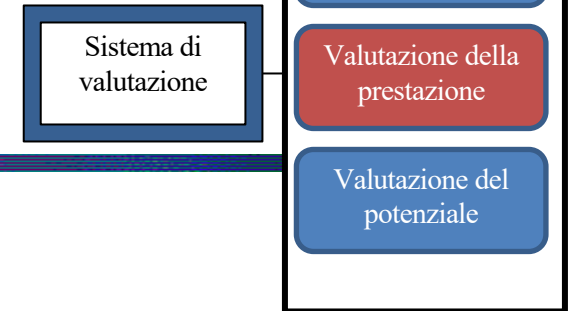 Sistema di
valutazione
Valutazione della
prestazione
Valutazione del
potenziale